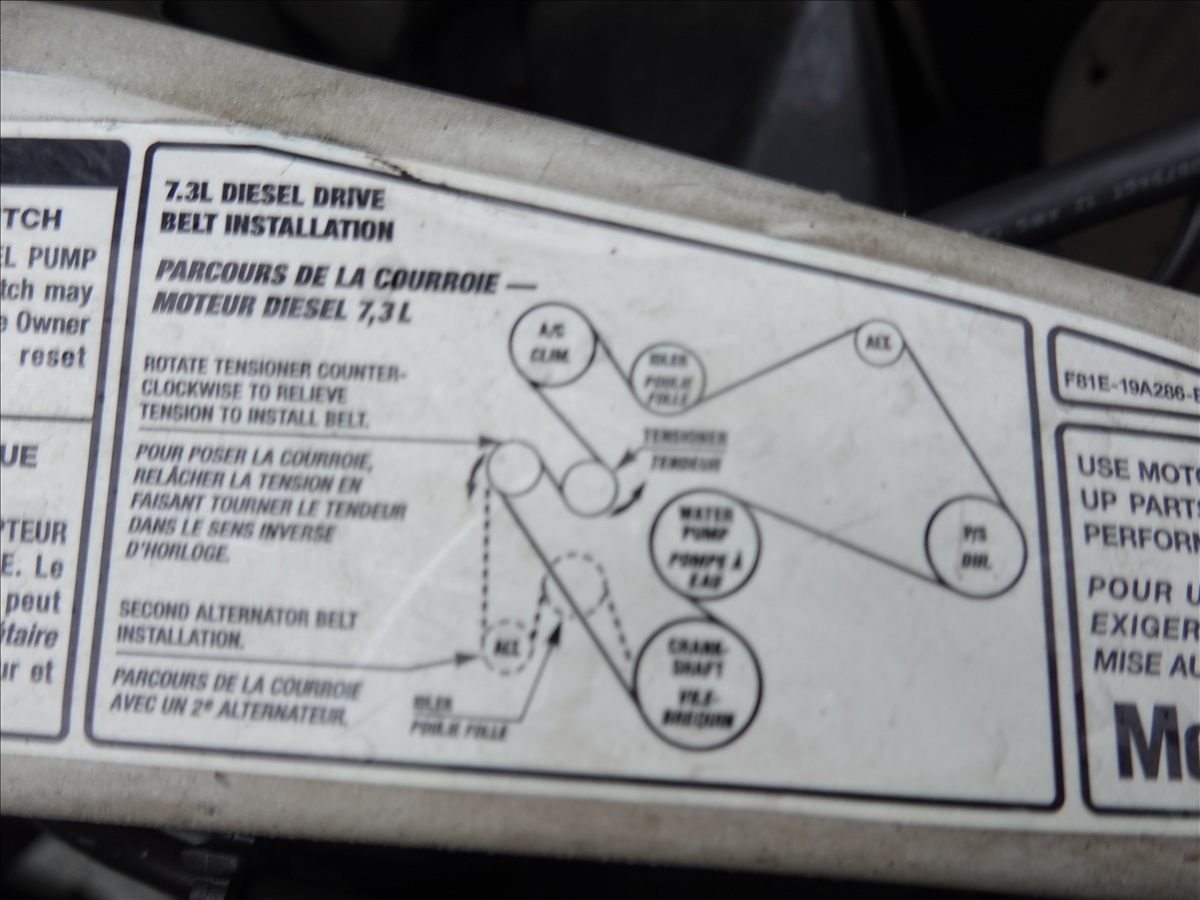 TCH
EL PUMP
tch may
e Owner
reset
UE
PTEUR
E. Le
peut
étaire
ur et
7.3L DIESEL DRIVE
BELT INSTALLATION
PARCOURS DE LA COURROIE —
MOTEUR DIESEL 7,3 L
ROTATE TENSIONER COUNTER-
CLOCKWISE TO RELIEVE
TENSION TO INSTALL BELT.
POUR POSER LA COURROIE,
RELÂCHER LA TENSION EN
FAISANT TOURNER LE TENDEUR
DANS LE SENS INVERSE
D'HORLOGE.
SECOND ALTERNATOR BELT
INSTALLATION.
PARCOURS DE LA COURROIE
AVEC UN 2e ALTERNATEUR.
A/C
CLIM.
IDLER
POULIE
FOLLE
ALT.
TENSIONER
TENDEUR
WATER
PUMP
POMPE À
EAU
P/S
DIR.
CRANK-
SHAFT
VILE-
BREQUIN
ALT.
IDLER
POULIE FOLLE
F81E-19A286-
USE MOTO
UP PARTS
PERFORM
POUR U
EXIGER
MISE AU
Mo